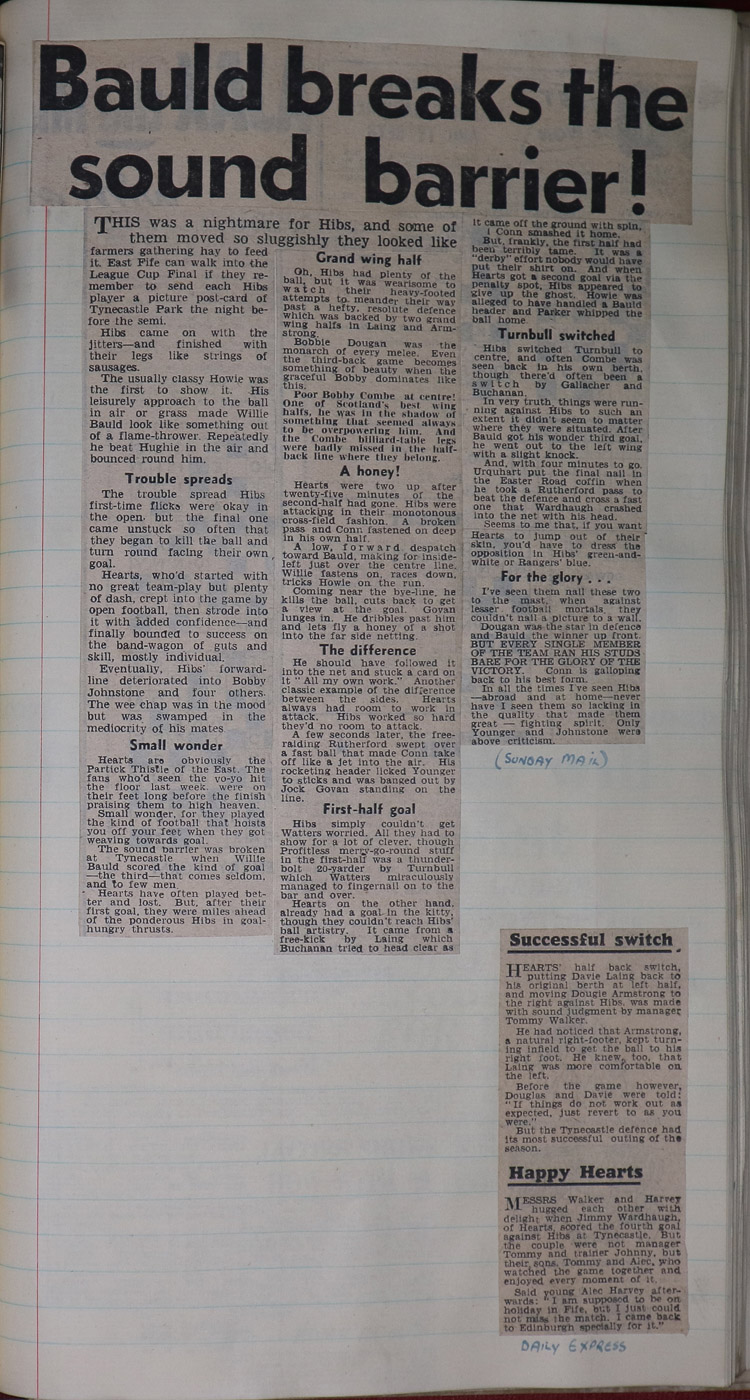 Bauld breaks the
sound barrier!
THIS was a nightmare for Hibs, and some of
them moved so sluggishly they looked like
farmers gathering hay to feed
it. East Fife can walk into the
League Cup Final if they re-
member to send each Hibs
player a picture post-card of
Tynecastle Park the night be-
fore the semi.
Hibs came on with the
jitters—and finished with
their legs like strings of
sausages.
The usually classy Howie was
the first to show it. His
leisurely approach to the ball
in air or grass made Willie
Bauld look like something out
of a flame-thrower. Repeatedly
he beat Hughie in the air and
bounced round him.
Trouble spreads
The trouble spread Hibs
first-time flicks were okay in
the open, but the final one
came unstuck so often that
they began to kill the ball and
turn round facing their own
goal.
Hearts, who'd started with
no great team-play but plenty
of dash, crept into the game by
open football, then strode into
it with added confidence—and
finally bounded to success on
the band-wagon of guts and
skill, mostly individual.
Eventually, Hibs' forward-
line deteriorated into Bobby
Johnstone and four others.
The wee chap was in the mood
but was swamped in the
mediocrity of his mates
Small wonder
Hearts are obviously the
Partick Thistle of the East. The
fans who'd seen the yo-yo hit
the floor last week, were on
their feet long before the finish
praising them to high heaven.
Small wonder, for they played
the kind of football that hoists
you off your feet when they got
weaving towards goal.
The sound barrier was broken
at Tynecastle when Willie
Bauld scored the kind of goal
—the third—that comes seldom,
and to few men
Hearts have often played bet-
ter and lost. But, after their
first goal, they were miles ahead
of the ponderous Hibs in goal-
hungry thrusts.
Grand wing half
Oh, Hibs had plenty of the
ball, but it was wearisome to
watch their heavy-footed
attempts to meander their way
past a hefty, resolute defence
which was backed by two grand
wing halfs in Laing and Arm-
strong.
Bobbie Dougan was the
monarch of every melee. Even
the third-back game becomes
something of beauty when the
graceful Bobby dominates like
this.
Poor Bobby Combe at centre!
One of Scotland's best wing
halfs, he was in the shadow of
something that seemed always
to be overpowering him. And
the Combe billiard-table legs
were badly missed in the half-
back line where they belong.
A honey!
Hearts were two up after
twenty-five minutes of the
second-half had gone. Hibs were
attacking in their monotonous
cross-field fashion. A broken
pass and Conn fastened on deep
in his own half.
A low, forward despatch
toward Bauld, making for inside-
left just over the centre line.
Willie fastens on, races down,
tricks Howie on the run.
Coming near the bye-line, he
kills the ball, cuts back to get
a view at the goal. Govan
lunges in. He dribbles past him
and lets fly a honey of a shot
into the far side netting.
The difference
He should have followed it
into the net and stuck a card on
it "All my own work." Another
classic example of the difference
between the sides. Hearts
always had room to work in
attack. Hibs worked so hard
they'd no room to attack.
A few seconds later, the free-
raiding Rutherford swept over
a fast ball that made Conn take
off like a jet into the air. His
rocketing header licked Younger
to sticks and was banged out by
Jock Govan standing on the
line.
First-half goal
Hibs simply couldn't get
Watters worried. All they had to
show for a lot of clever, though
Profitless mercy-go-round stuff
in the first-half was a thunder-
bolt 20-yarder by Turnbull
which Watters miraculously
managed to fingernail on to the
bar and over.
Hearts on the other hand,
already had a goal in the kitty,
though they couldn't reach Hibs'
ball artistry. It came from a
free-kick by Laing which
Buchanan tried to head clear as
it came off the ground with spin,
Conn smashed it home.
But, frankly, the first half had
been terribly tame. It was a
"derby" effort nobody would have
put their shirt on. And when
Hearts got a second goal via the
penalty spot, Hibs appeared to
give up the ghost. Howie was
alleged to have handled a Bauld
header and Parker whipped the
ball home
Turnbull switched
Hibs switched Turnbull to
centre, and often Combe was
seen back in his own berth,
though there'd often been a
switch by Gallacher and
Buchanan.
In very truth, things were run-
ning against Hibs to such an
extent it didn't seem to matter
where they were situated. After
Bauld got his wonder third goal,
he went out to the left wing
with a slight knock.
And, with four minutes to go,
Urquhart put the final nail in
the Easter Road coffin when
he took a Rutherford pass to
beat the defence and cross a fast
one that Wardhaugh crashed
into the net with his head.
Seems to me that, if you want
Hearts to jump out of their
skin, you'd have to dress the
opposition in Hibs' green-and-
white or Rangers' blue.
For the glory . . .
I've seen them nail these two
to the mast, when against
lesser football mortals, they
couldn't nail a picture to a wall.
Dougan was the star in defence
and Bauld the winner up front.
BUT EVERY SINGLE MEMBER
OF THE TEAM RAN HIS STUDS
BARE FOR THE GLORY OF THE
VICTORY. Conn is galloping
back to his best form.
In all the times I've seen Hibs
—abroad and at home—never
have I seen them so lacking in
the quality that made them
great — fighting spirit. Only
Younger and Johnstone were
above criticism.
(SUNDAY MAIL)
Successful switch
HEARTS' half back switch,
putting Davie Laing back to
his original berth at left half,
and moving Dougie Armstrong to
the right against Hibs, was made
with sound judgment by manager
Tommy Walker.
He had noticed that Armstrong,
a natural right-footer, kept turn-
ing infield to get the ball to his
right foot. He knew, too, that
Laing was more comfortable on
the left.
Before the game however,
Douglas and Davie were told:
"If things do not work out as
expected, just revert to as you
were."
But the Tynecastle defence had
its most successful outing of the
season.
Happy Hearts
MESSRS Walker and Harvey
hugged each other with
delight when Jimmy Wardhaugh,
of Hearts, scored the fourth goal
against Hibs at Tynecastle. But
the couple were not manager
Tommy and trainer Johnny, but
their sons, Tommy and Alec, who
watched the game together and
enjoyed every moment of it.
Said young Alec Harvey after-
wards: "I am supposed to be on
holiday in Fife, but I just could
not miss the match. I came back
to Edinburgh specially for it."
DAILY EXPRESS